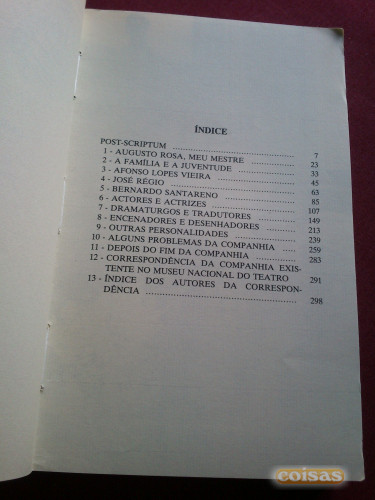 ÍNDICE
POST-SCRIPTUM 7
1 - AUGUSTO ROSA, MEU MESTRE 23
2 - A FAMÍLIA E A JUVENTUDE 33
3 - AFONSO LOPES VIEIRA 45
4 - JOSÉ RÉGIO 63
5 - BERNARDO SANTARENO 85
6 - ACTORES E ACTRIZES 107
7 - DRAMATURGOS E TRADUTORES 149
8 - ENCENADORES E DESENHADORES 213
9 - OUTRAS PERSONALIDADES 239
10 - ALGUNS PROBLEMAS DA COMPANHIA 259
11 - DEPOIS DO FIM DA COMPANHIA 283
12 - CORRESPONDÊNCIA DA COMPANHIA EXIS-
TENTE NO MUSEU NACIONAL DO TEATRO 291
13 - ÍNDICE DOS AUTORES DA CORRESPON-
DÊNCIA 298
coisas